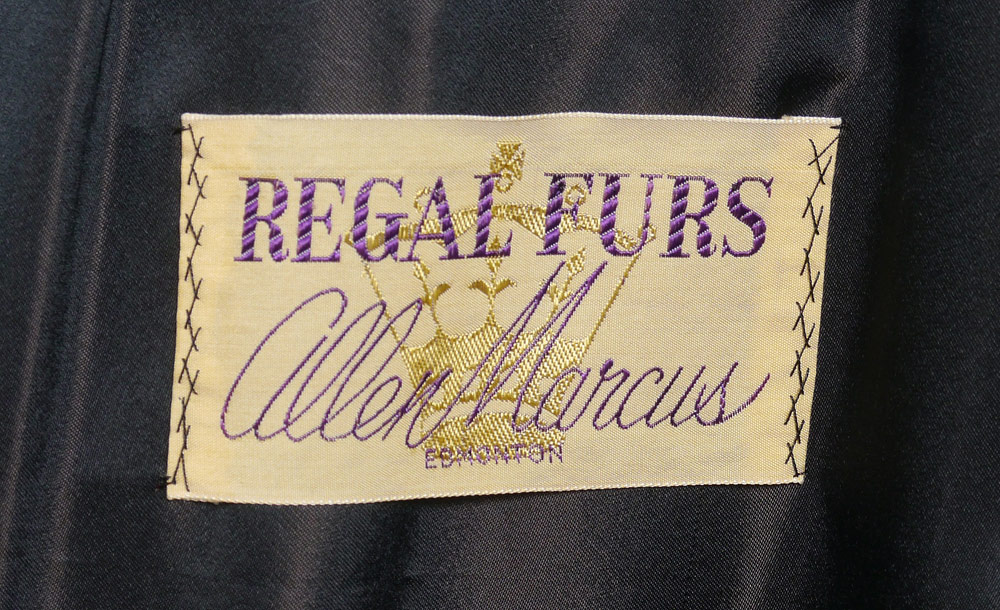 REGAL FURS
Allen Marcus
EDMONTON